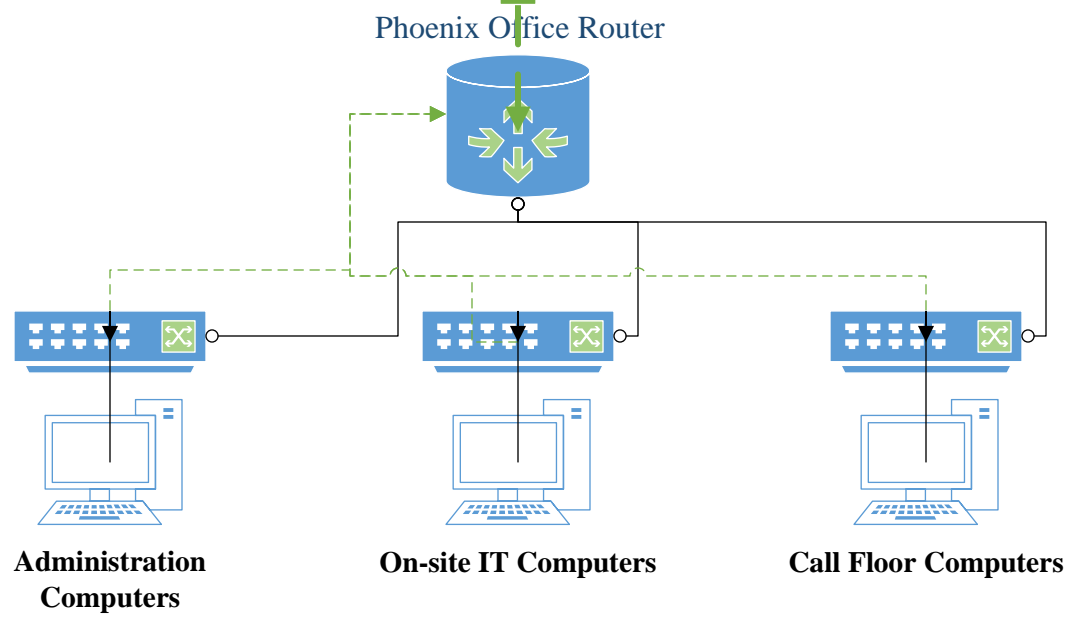 Phoenix Office Router
Administration
Computers
On-site IT Computers
Call Floor Computers